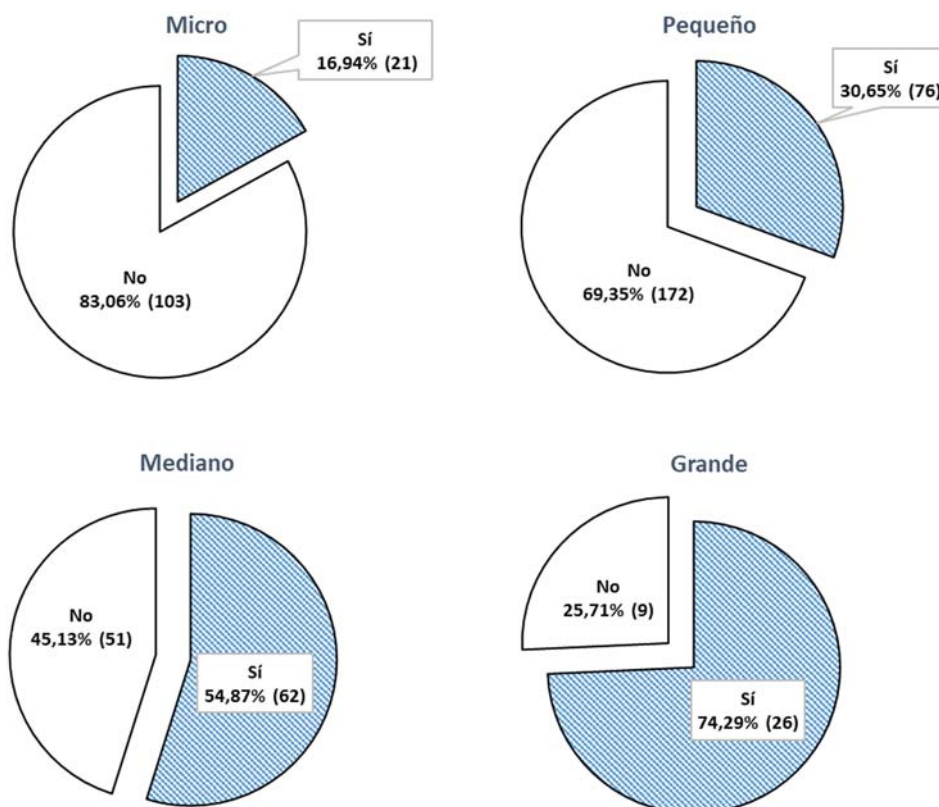 Micro
Sí
16,94% (21)
No
83,06% (103)
Pequeño
Sí
30,65% (76)
No
69,35% (172)
Mediano
No
45,13% (51)
Sí
54,87% (62)
Grande
No
25,71% (9)
Sí
74,29% (26)